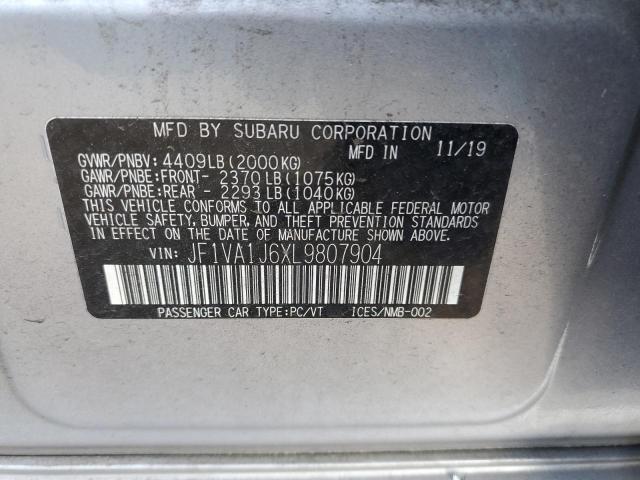 MFD BY SUBARU CORPORATION
GVWR/PNBV: 4409LB(2000KG) MFD IN 11/19
GAWR/PNBE:FRONT- 2370LB(1075KG)
GAWR/PNBE:REAR - 2293LB(1040KG)
THIS VEHICLE CONFORMS TO ALL APPLICABLE FEDERAL MOTOR
VEHICLE SAFETY, BUMPER, AND THEFT PREVENTION STANDARDS
IN EFFECT ON THE DATE OF MANUFACTURE SHOWN ABOVE.
VIN: JF1VA1J6XL9807904
PASSENGER CAR TYPE:PC/VT ICES/NMB-002